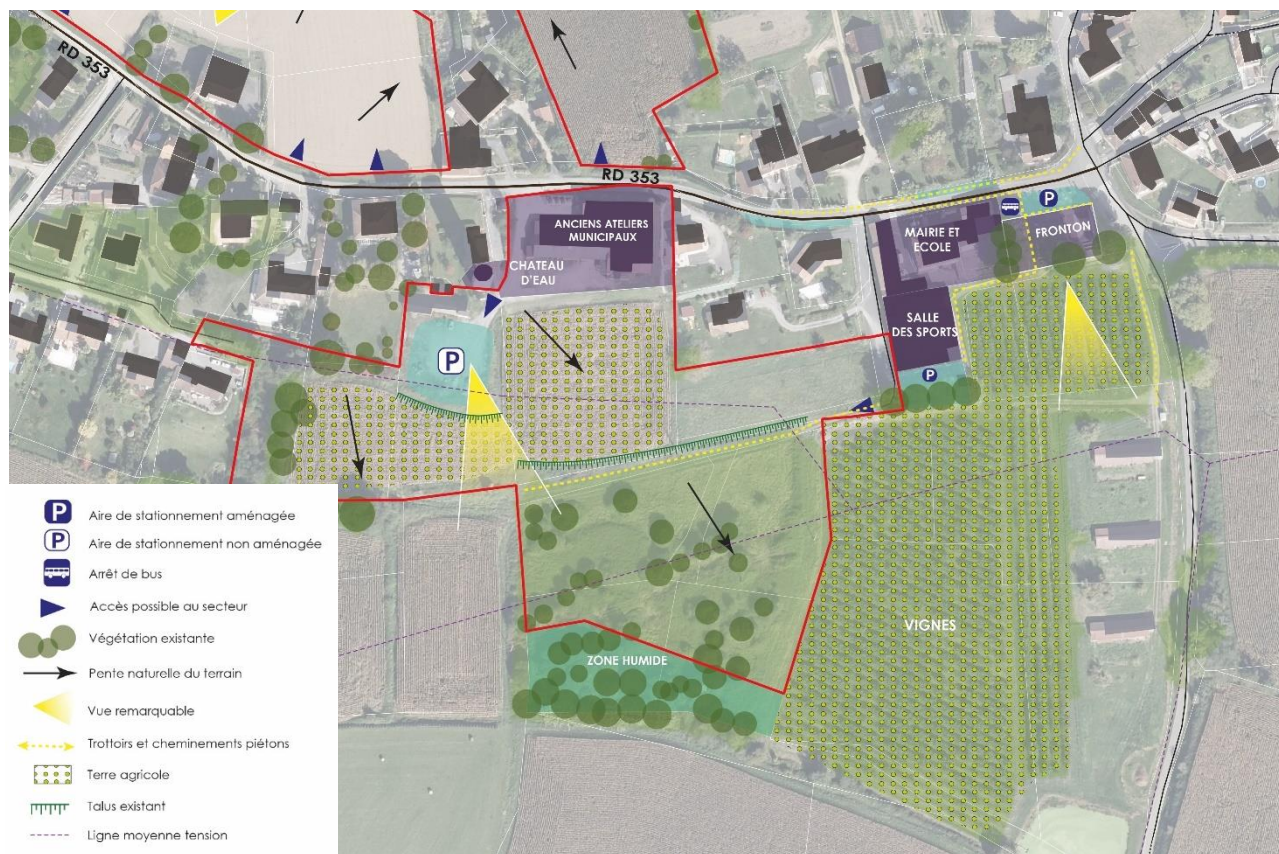 RD 353
RD 353
ANCIENS ATELIERS
MUNICIPAUX
CHATEAU
D'EAU
MAIRIE ET
ECOLE
P
FRONTON
SALLE
DES SPORTS
P
P
VIGNES
ZONE HUMIDE
P Aire de stationnement aménagée
P Aire de stationnement non aménagée
Arrêt de bus
Accès possible au secteur
Végétation existante
Pente naturelle du terrain
Vue remarquable
Trottoirs et cheminements piétons
Terre agricole
Talus existant
Ligne moyenne tension